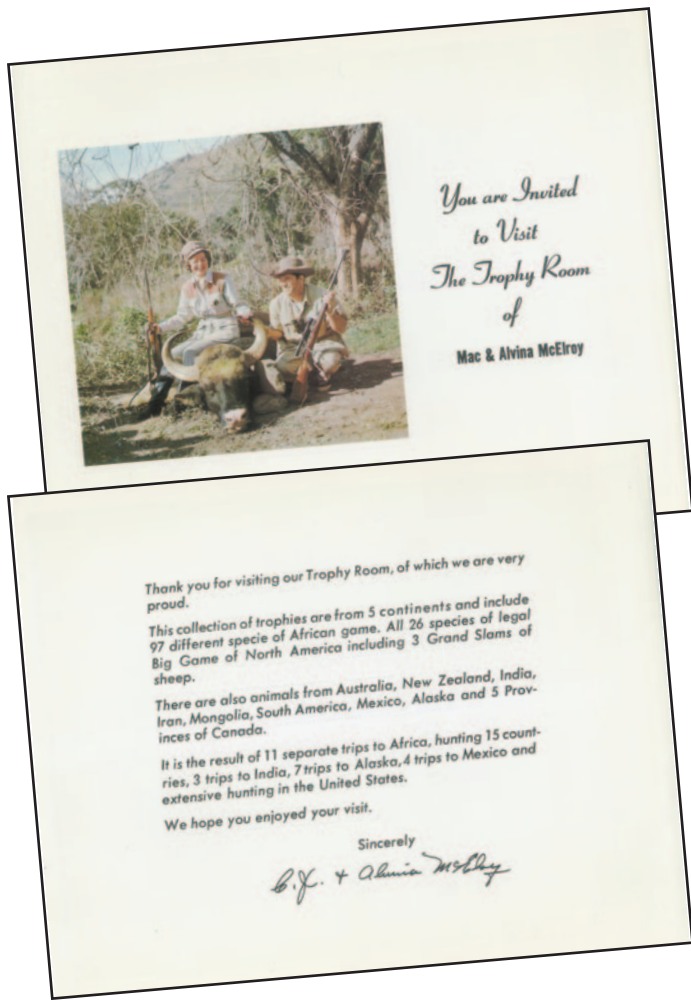 You are Invited
to Visit
The Trophy Room
of
Mac & Alvina McElroy
Thank you for visiting our Trophy Room, of which we are very
proud.
This collection of trophies are from 5 continents and include
97 different specie of African game. All 26 species of legal
Big Game of North America including 3 Grand Slams of
sheep.
There are also animals from Australia, New Zealand, India,
Iran, Mongolia, South America, Mexico, Alaska and 5 Prov-
inces of Canada.
It is the result of 11 separate trips to Africa, hunting 15 count-
ries, 3 trips to India, 7 trips to Alaska, 4 trips to Mexico and
extensive hunting in the United States.
We hope you enjoyed your visit.
Sincerely
C.J. + Alvina McElroy